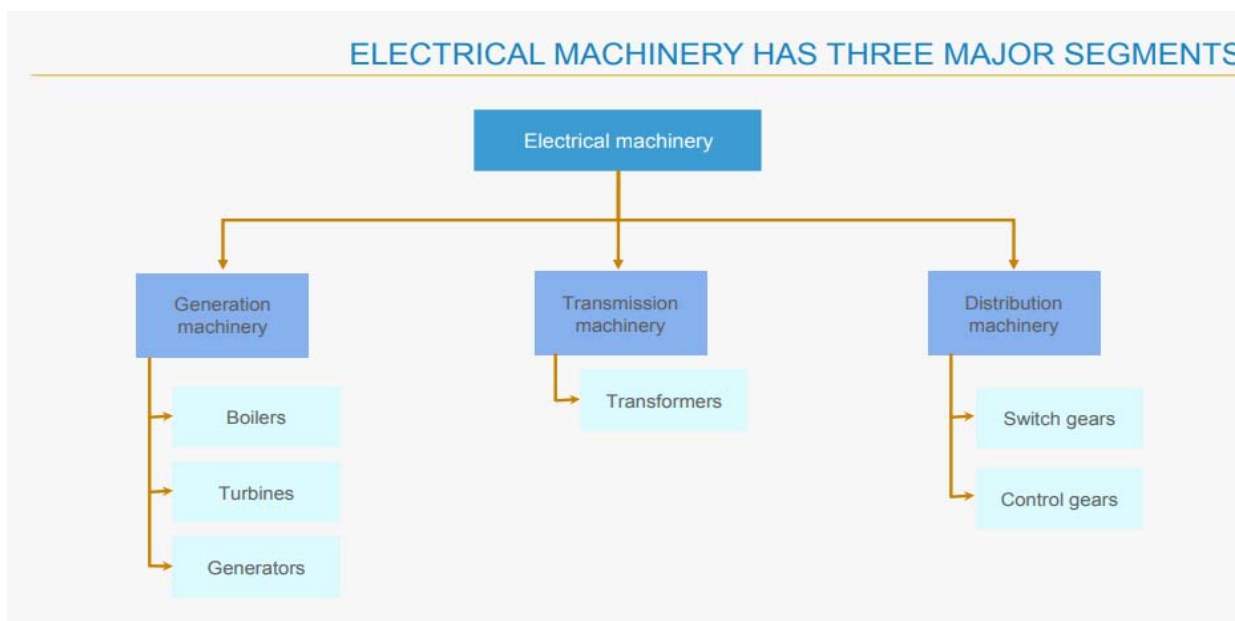 ELECTRICAL MACHINERY HAS THREE MAJOR SEGMENTS
Electrical machinery
Generation
machinery
Boilers
Turbines
Generators
Transmission
machinery
Transformers
Distribution
machinery
Switch gears
Control gears